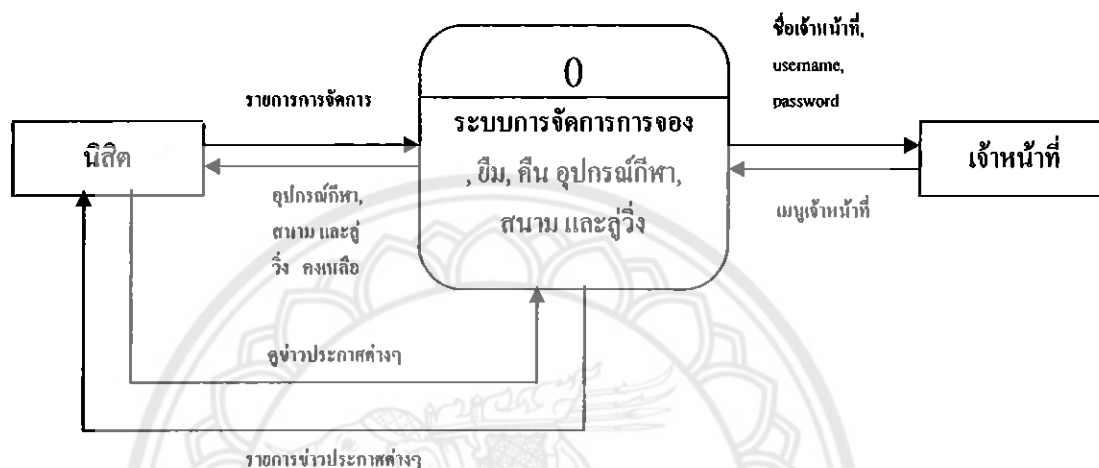 ชื่อเจ้าหน้าที่,
username,
password
0
รายการการจัดการ
ระบบการจัดการการจอง
, ยืม, คืน อุปกรณ์กีฬา,
สนาม และลู่วิ่ง
นิสิต
เจ้าหน้าที่
อุปกรณ์กีฬา,
สนาม และลู่
วิ่ง คงเหลือ
เมนูเจ้าหน้าที่
ดูข่าวประกาศต่างๆ
รายการข่าวประกาศต่างๆ